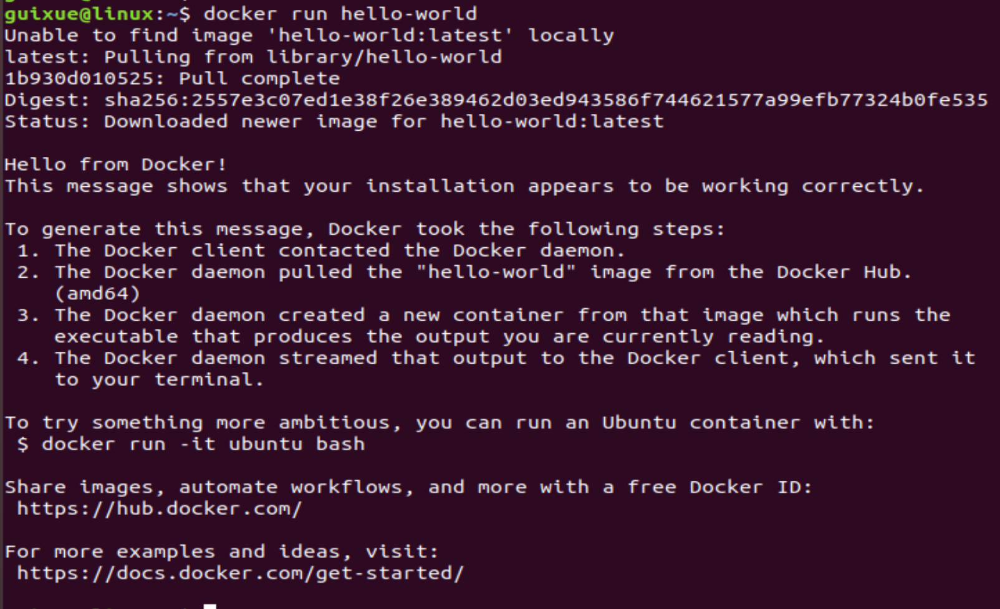 guixue@linux:~$ docker run hello-world
Unable to find image 'hello-world:latest' locally
latest: Pulling from library/hello-world
1b930d010525: Pull complete
Digest: sha256:2557e3c07ed1e38f26e389462d03ed943586f744621577a99efb77324b0fe535
Status: Downloaded newer image for hello-world:latest
Hello from Docker!
This message shows that your installation appears to be working correctly.
To generate this message, Docker took the following steps:
1. The Docker client contacted the Docker daemon.
2. The Docker daemon pulled the "hello-world" image from the Docker Hub.
(amd64)
3. The Docker daemon created a new container from that image which runs the
executable that produces the output you are currently reading.
4. The Docker daemon streamed that output to the Docker client, which sent it
to your terminal.
To try something more ambitious, you can run an Ubuntu container with:
$ docker run -it ubuntu bash
Share images, automate workflows, and more with a free Docker ID:
https://hub.docker.com/
For more examples and ideas, visit:
https://docs.docker.com/get-started/